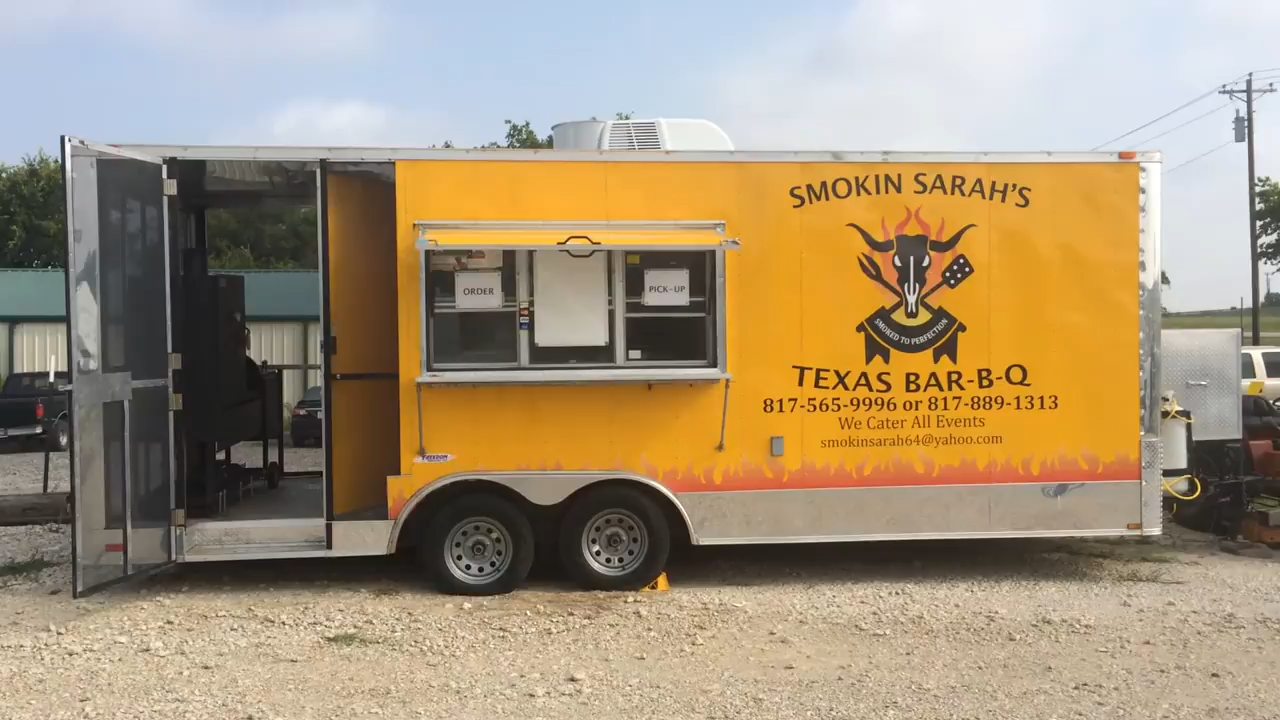 SMOKIN SARAH'S
ORDER
PICK-UP
SMOKED TO PERFECTION
TEXAS BAR-B-Q
817-565-9996 or 817-889-1313
We Cater All Events
smokinsarah64@yahoo.com
FREEDOM